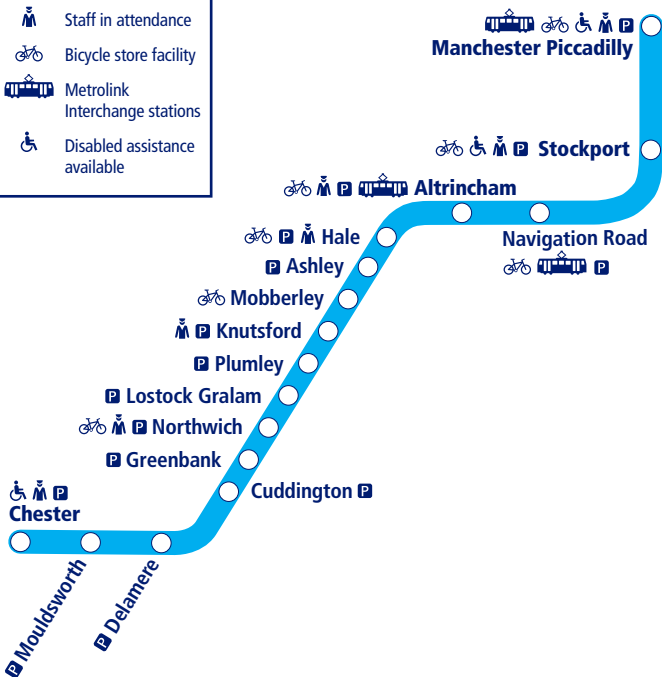 Staff in attendance
Bicycle store facility
Metrolink
Interchange stations
Disabled assistance
available
P
Manchester Piccadilly
P Stockport
P Altrincham
Navigation Road
P
P Hale
P Ashley
Mobberley
P Knutsford
P Plumley
P Lostock Gralam
P Northwich
P Greenbank
Cuddington P
P
Chester
P Mouldsworth
P Delamere